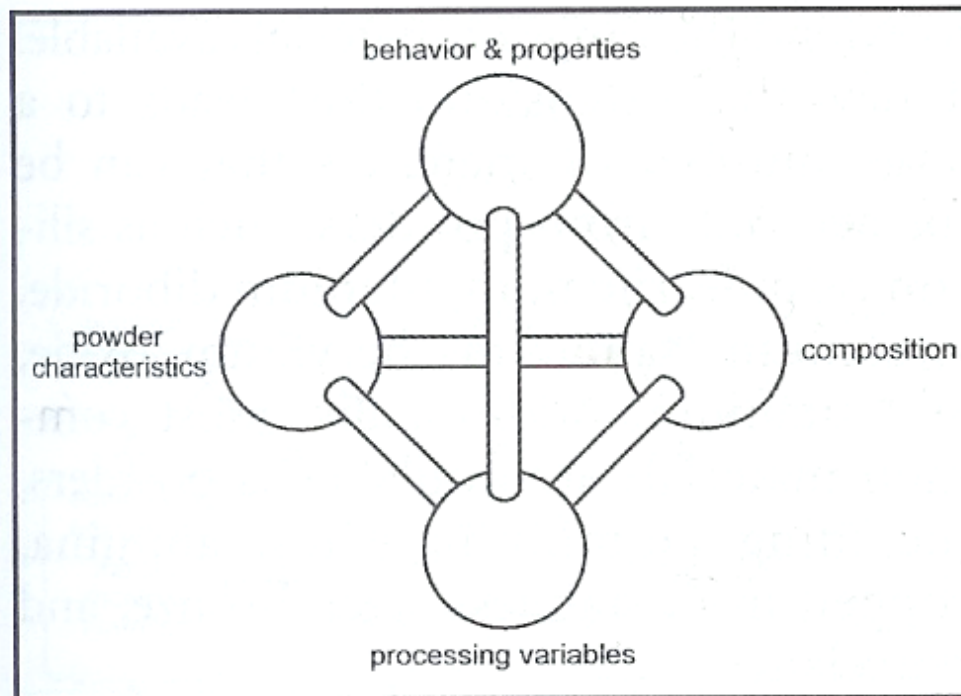 behavior & properties
powder
characteristics
composition
processing variables